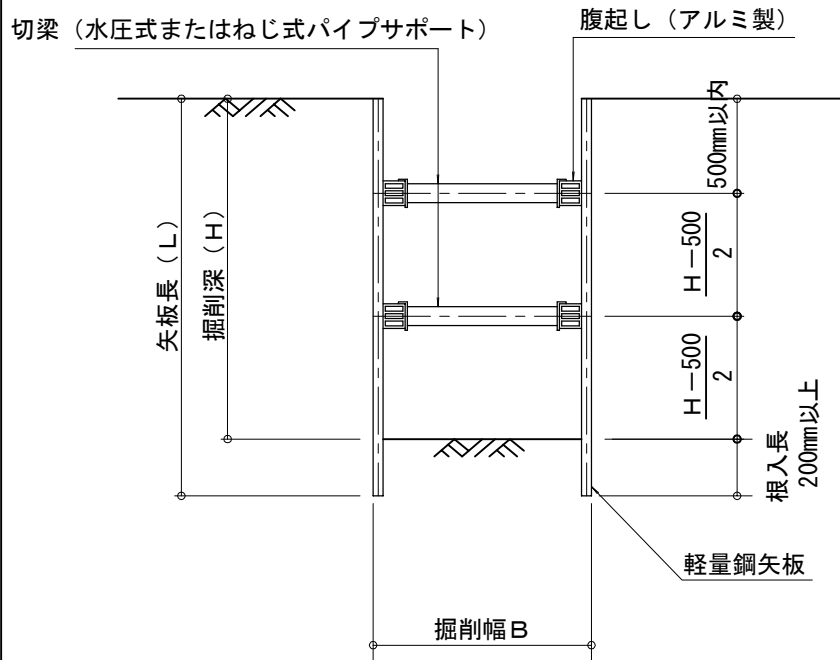 切梁（水圧式またはねじ式パイプサポート）
腹起し（アルミ製）
500mm以内
矢板長（L）
掘削深（H）
H－500
2
H－500
2
根入長
200mm以上
軽量鋼矢板
掘削幅B